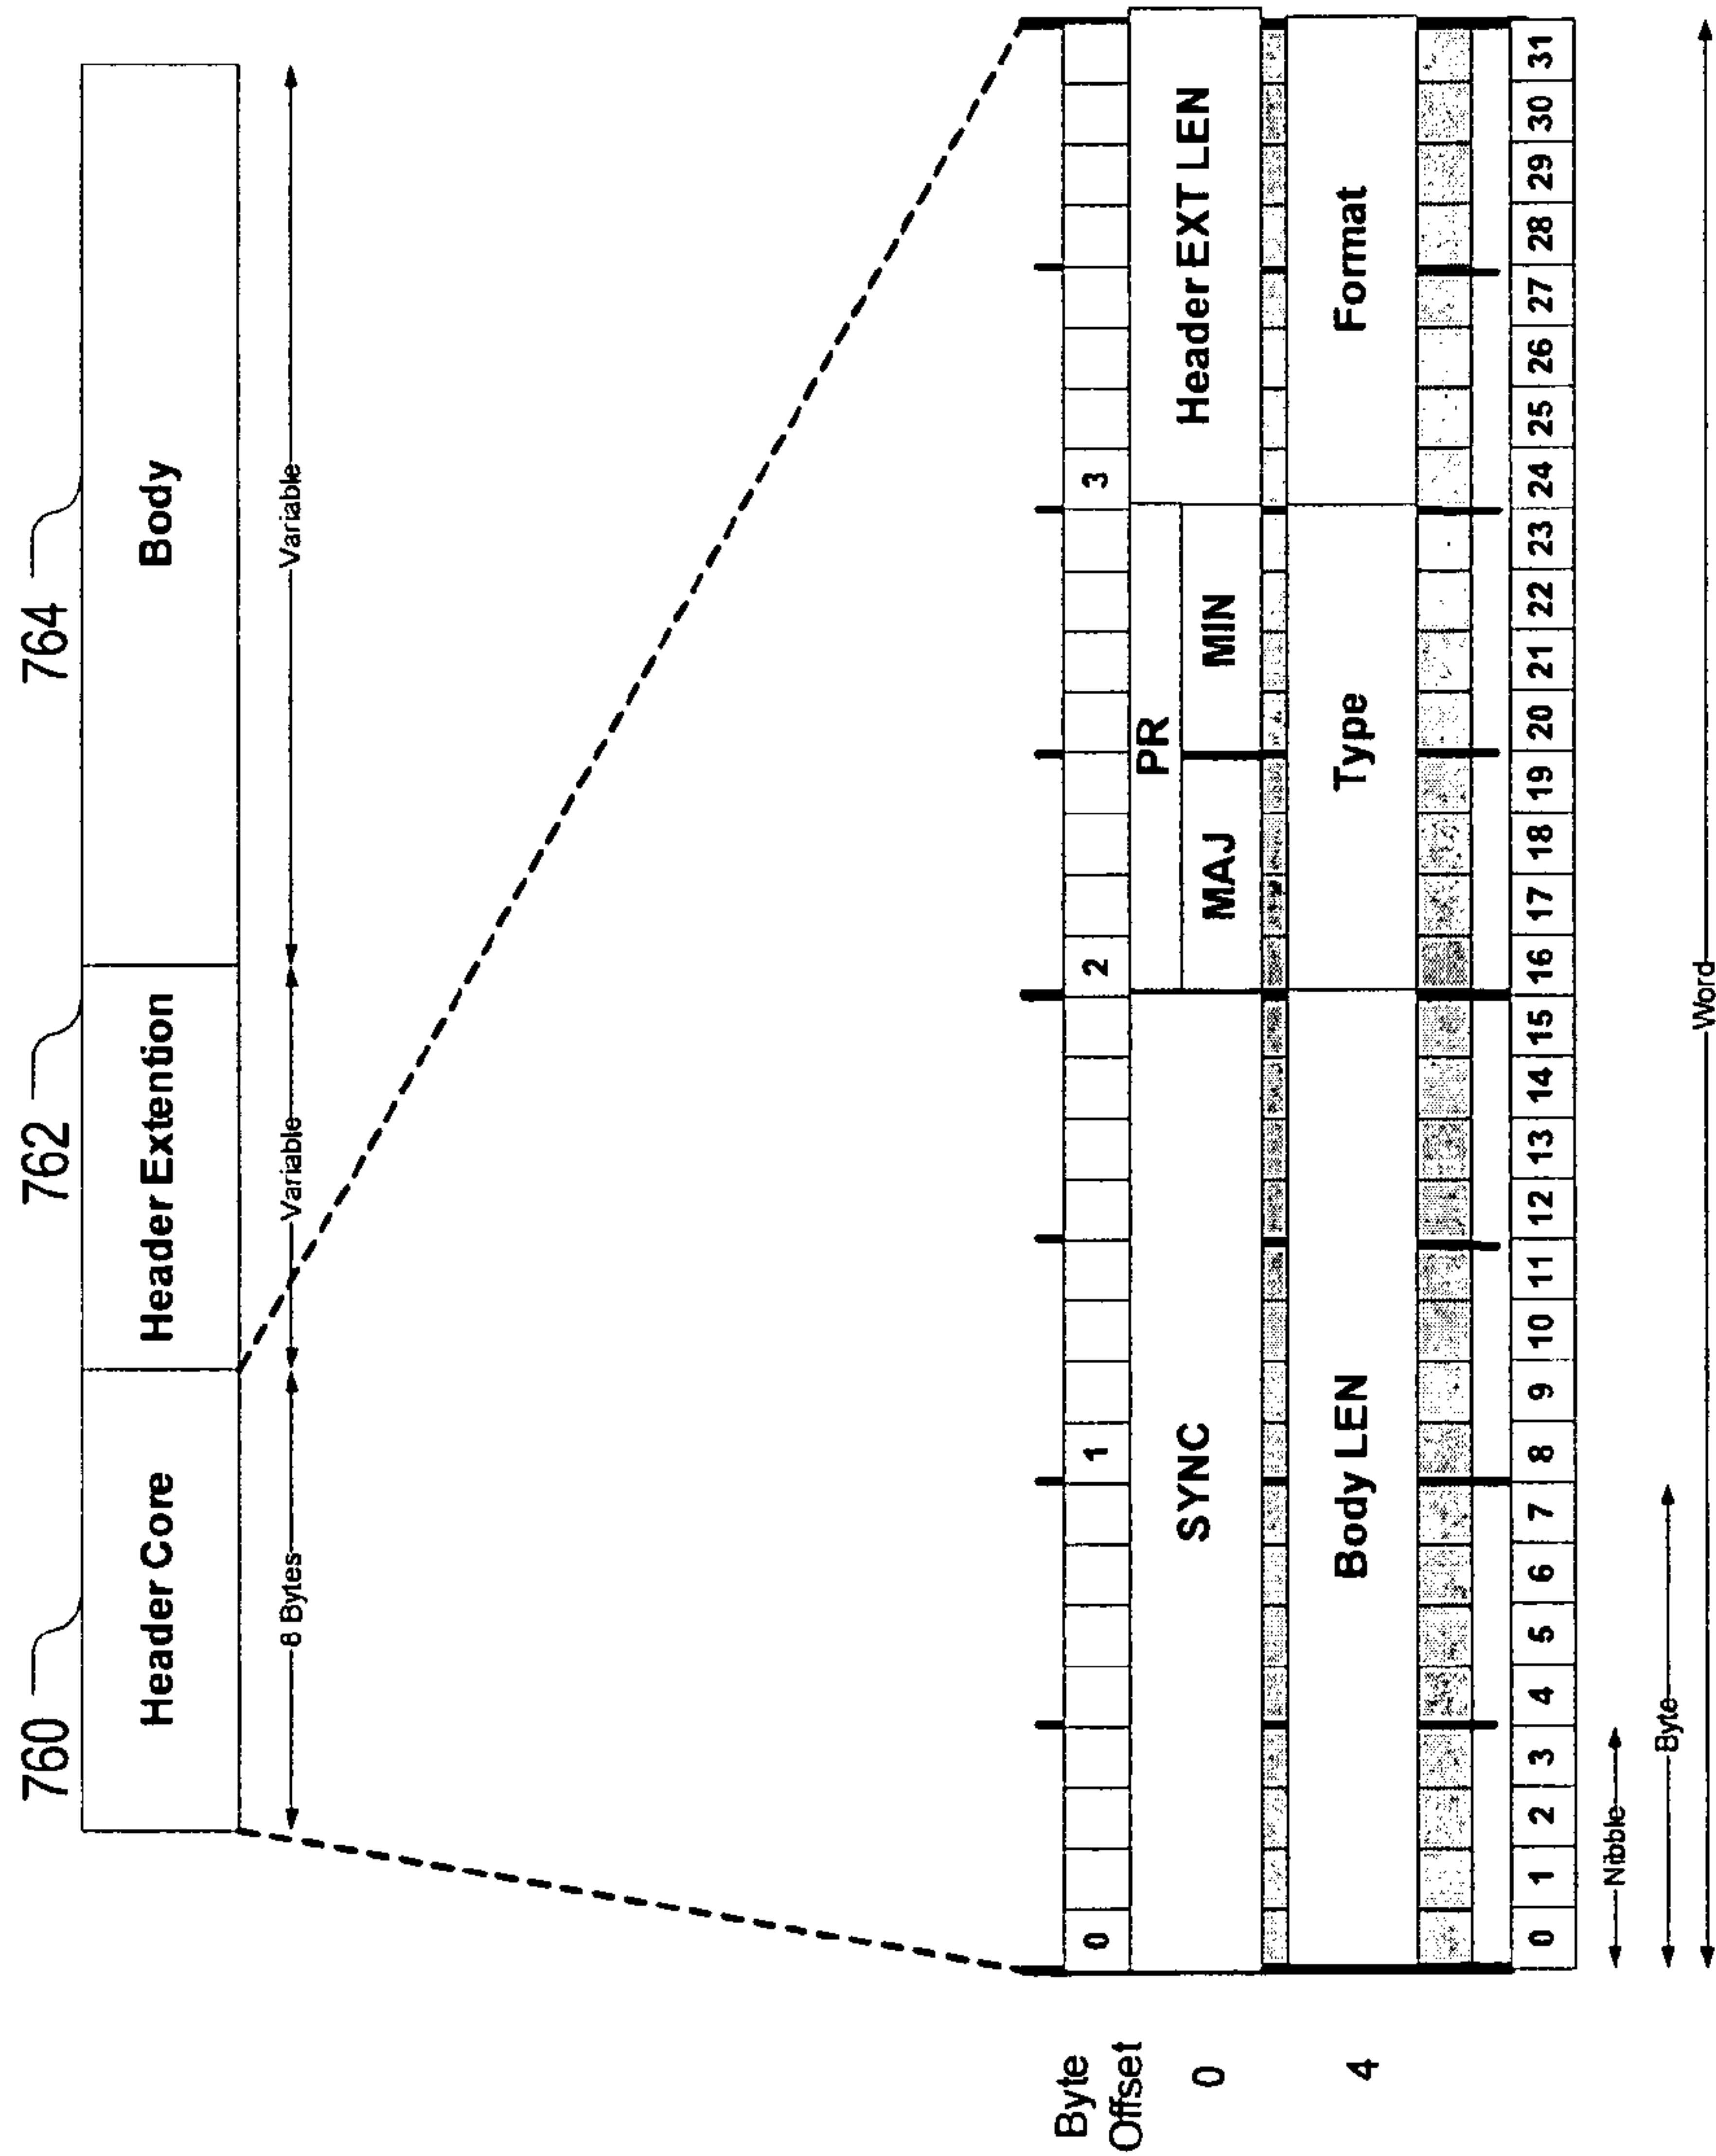 760 762 764
Header Core Header Extention Body
8 Bytes Variable Variable
Byte
Offset
0 1 2 3
0 SYNC PR Header EXT LEN
MAJ MIN
4 Body LEN Type Format
0 1 2 3 4 5 6 7 8 9 10 11 12 13 14 15 16 17 18 19 20 21 22 23 24 25 26 27 28 29 30 31
Nibble
Byte
Word